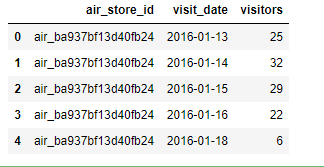 air_store_id visit_date visitors
0 air_ba937bf13d40fb24 2016-01-13 25
1 air_ba937bf13d40fb24 2016-01-14 32
2 air_ba937bf13d40fb24 2016-01-15 29
3 air_ba937bf13d40fb24 2016-01-16 22
4 air_ba937bf13d40fb24 2016-01-18 6